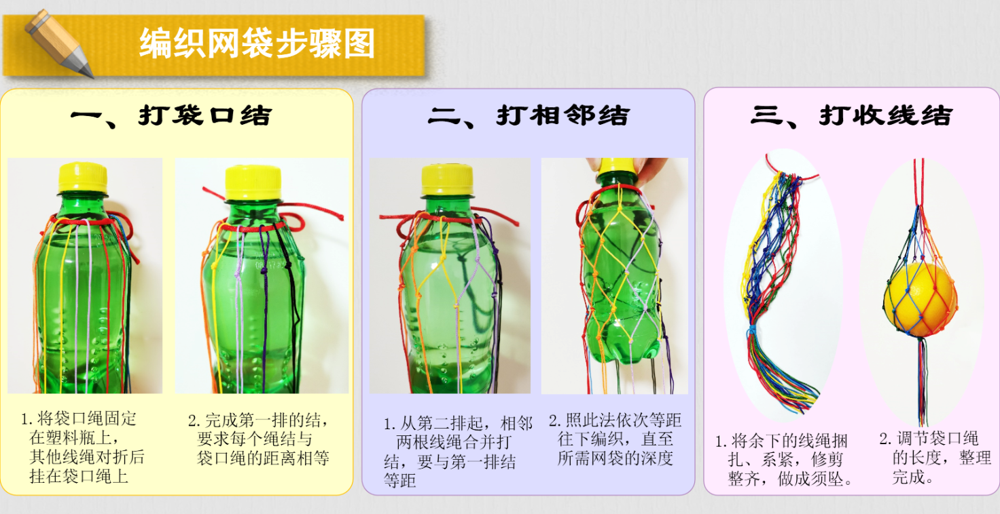 编织网袋步骤图
一、打袋口结
1.将袋口绳固定
在塑料瓶上，
其他线绳对折后
挂在袋口绳上
2.完成第一排的结，
要求每个绳结与
袋口绳的距离相等
二、打相邻结
1.从第二排起，相邻
两根线绳合并打
结，要与第一排结
等距
2.照此法依次等距
往下编织，直至
所需网袋的深度
三、打收线结
1.将余下的线绳捆
扎、系紧，修剪
整齐，做成须坠。
2.调节袋口绳
的长度，整理
完成。